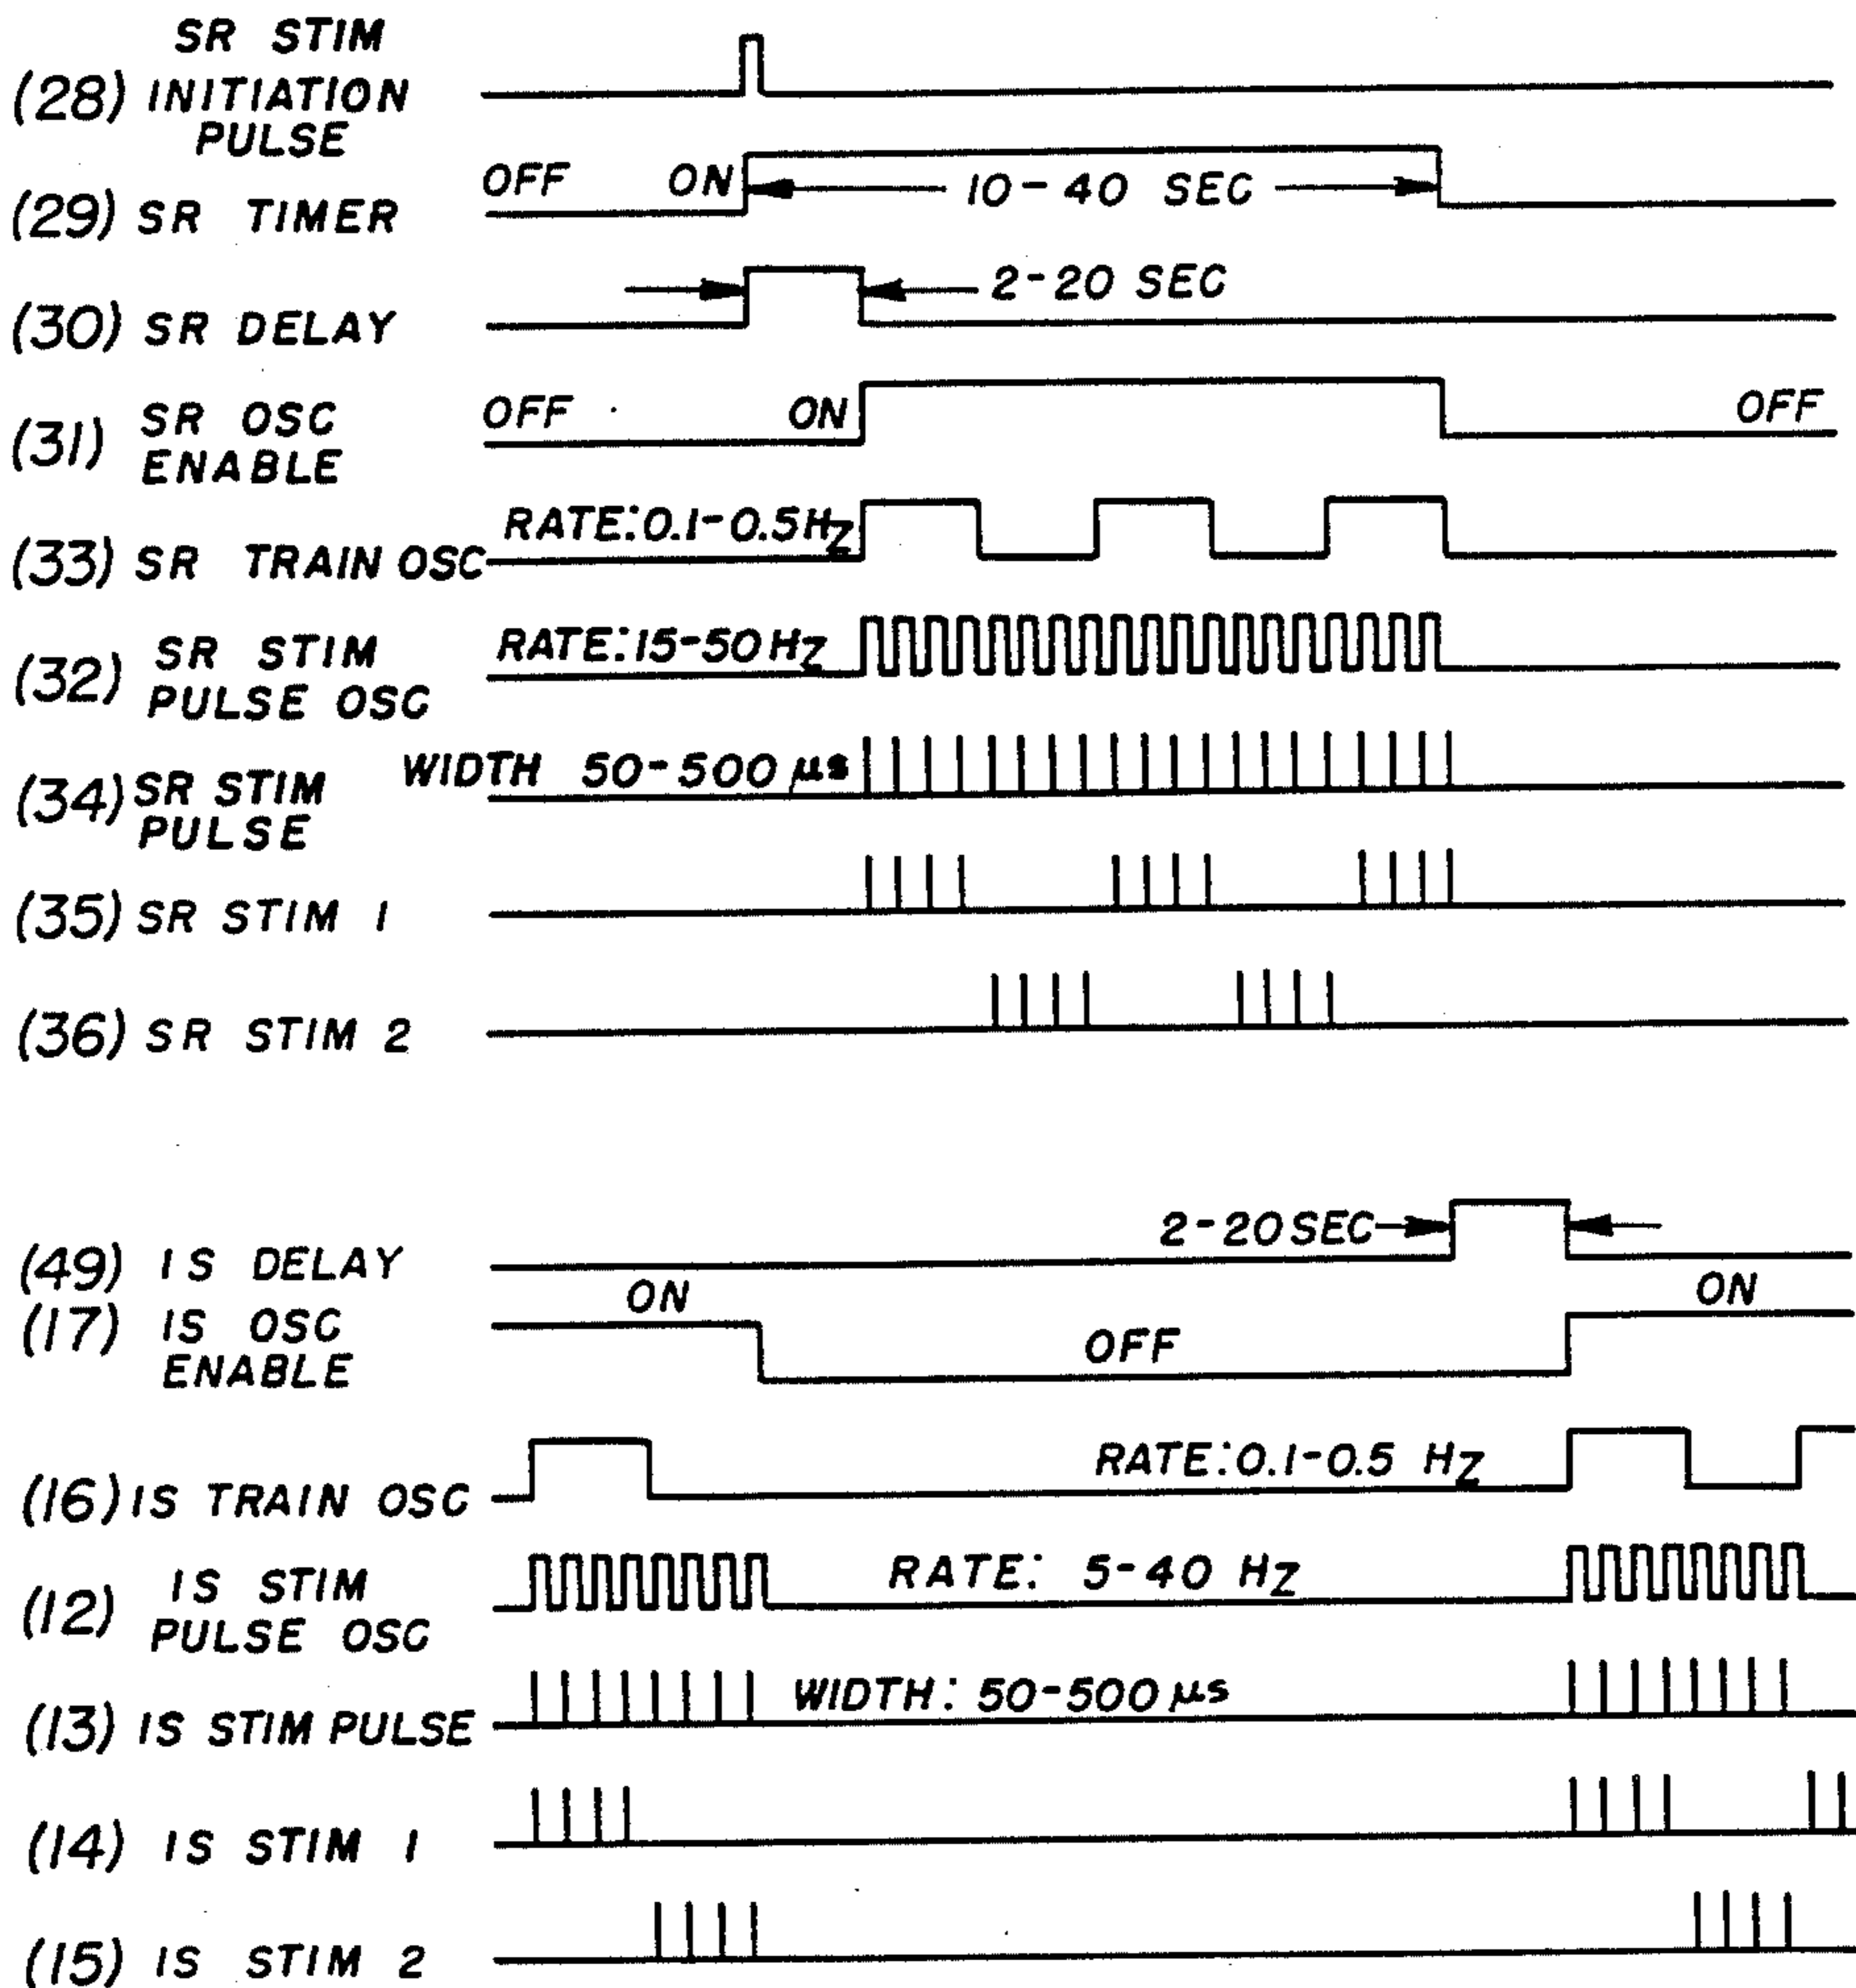 SR STIM
(28) INITIATION
PULSE
OFF ON 10-40 SEC
(29) SR TIMER
2-20 SEC
(30) SR DELAY
OFF ON OFF
(31) SR OSC
ENABLE
RATE:0.1-0.5HZ
(33) SR TRAIN OSC
RATE:15-50HZ
(32) SR STIM
PULSE OSC
WIDTH 50-500 µs
(34) SR STIM
PULSE
(35) SR STIM 1
(36) SR STIM 2
2-20 SEC
(49) IS DELAY
ON ON
(17) IS OSC
ENABLE
OFF
RATE:0.1-0.5 HZ
(16) IS TRAIN OSC
RATE: 5-40 HZ
(12) IS STIM
PULSE OSC
WIDTH: 50-500 µs
(13) IS STIM PULSE
(14) IS STIM 1
(15) IS STIM 2